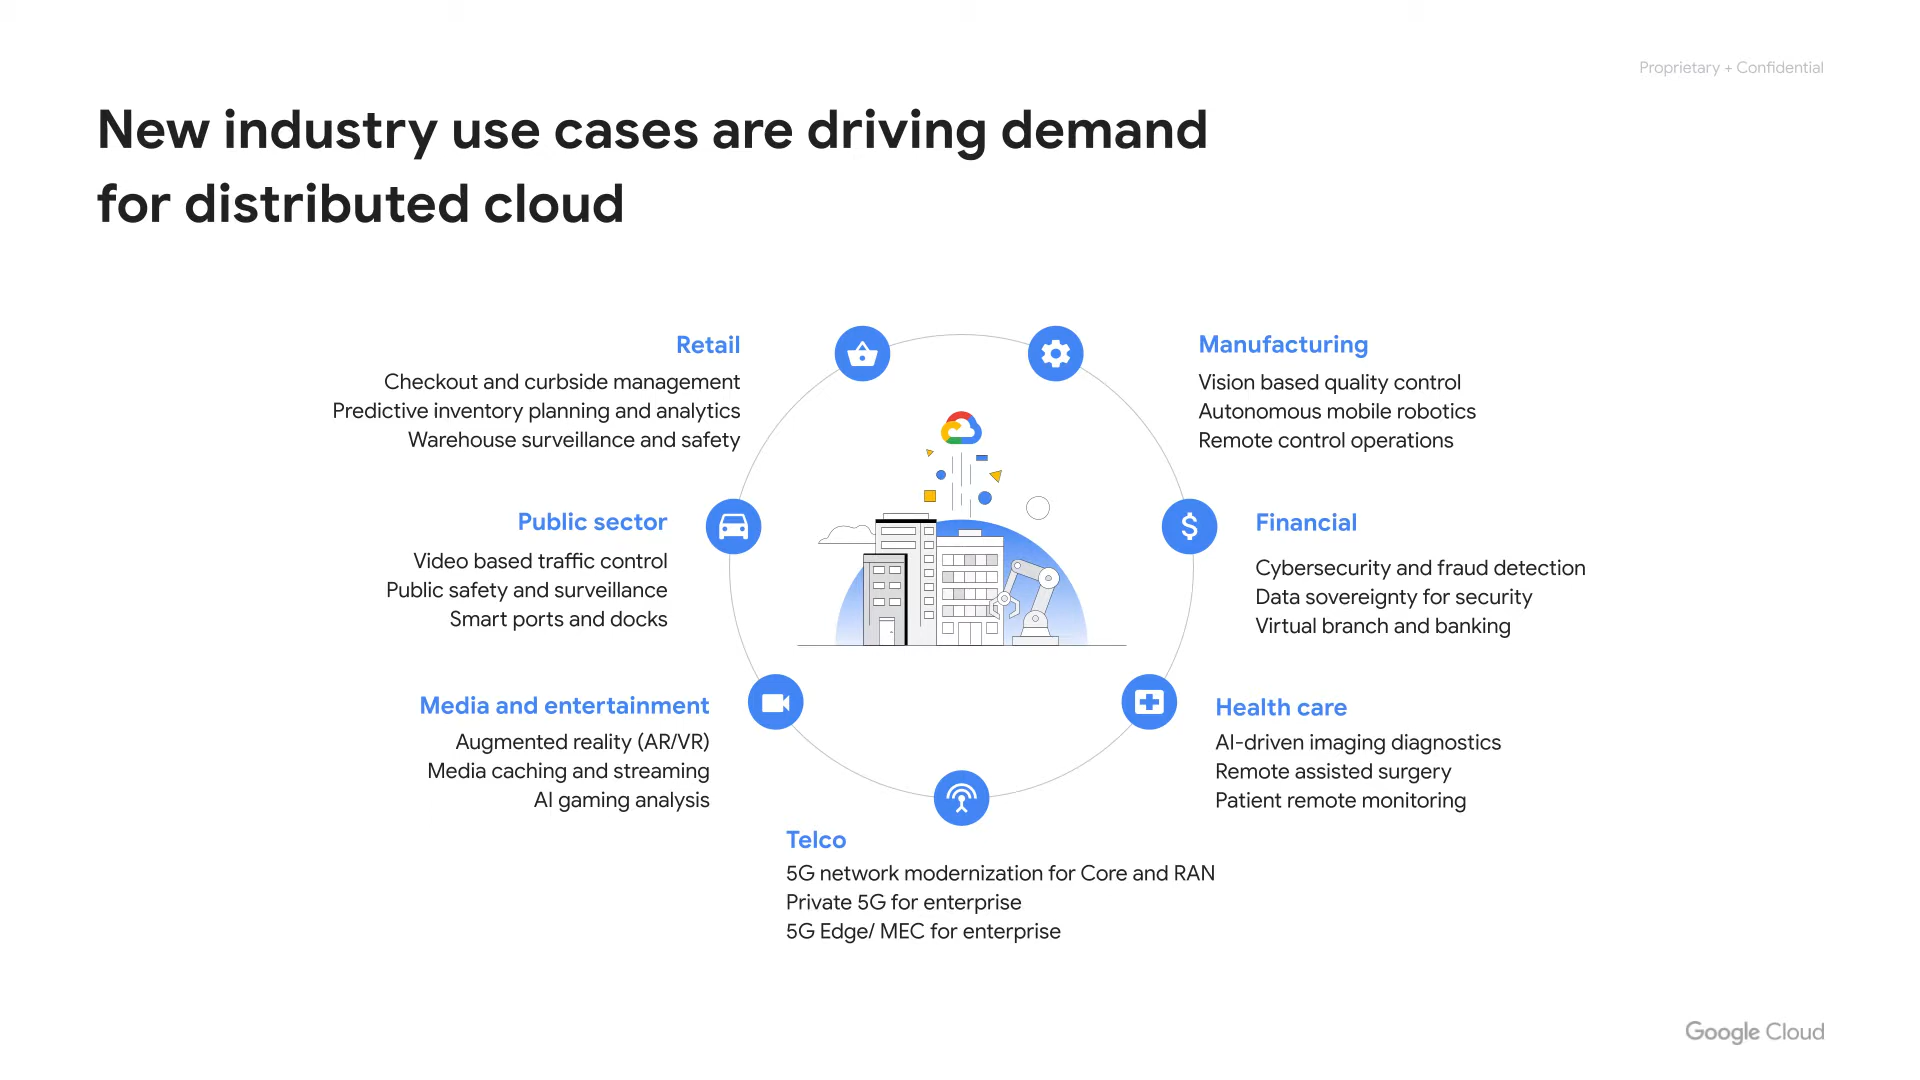 Proprietary + Confidential
New industry use cases are driving demand
for distributed cloud
Retail
Checkout and curbside management
Predictive inventory planning and analytics
Warehouse surveillance and safety
Manufacturing
Vision based quality control
Autonomous mobile robotics
Remote control operations
Public sector
Video based traffic control
Public safety and surveillance
Smart ports and docks
$
Financial
Cybersecurity and fraud detection
Data sovereignty for security
Virtual branch and banking
Media and entertainment
Augmented reality (AR/VR)
Media caching and streaming
AI gaming analysis
Health care
AI-driven imaging diagnostics
Remote assisted surgery
Patient remote monitoring
Telco
5G network modernization for Core and RAN
Private 5G for enterprise
5G Edge/ MEC for enterprise
Google Cloud